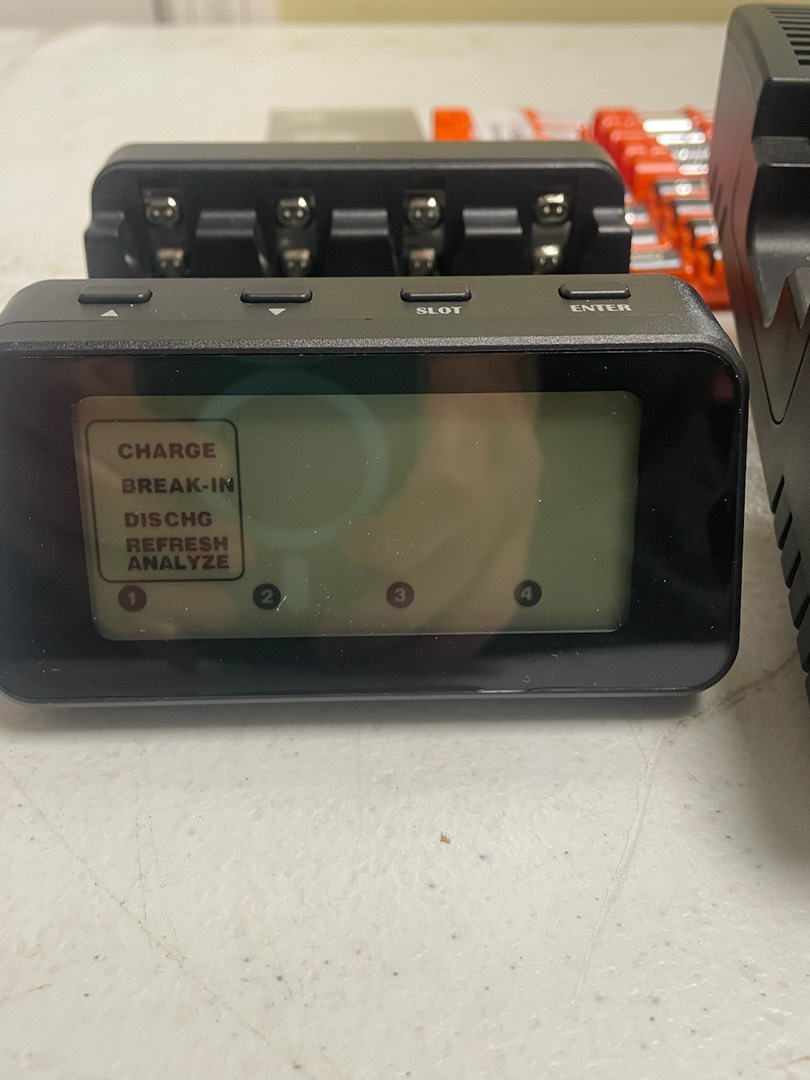 ▲ ▼ SLOT ENTER
CHARGE
BREAK-IN
DISCHG
REFRESH
ANALYZE
1 2 3 4